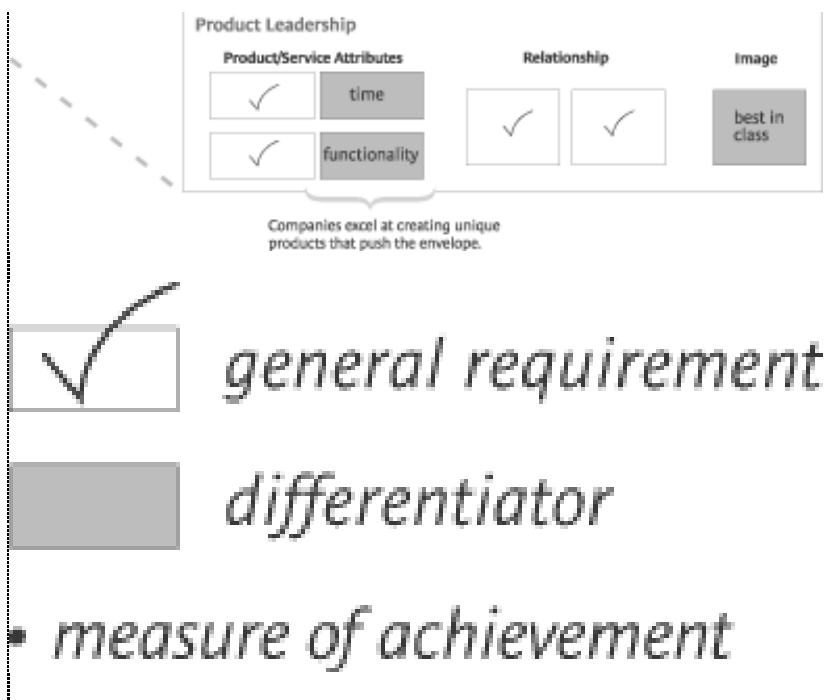 Product Leadership
Product/Service Attributes Relationship Image
time
best in
class
functionality
Companies excel at creating unique
products that push the envelope.
general requirement
differentiator
• measure of achievement